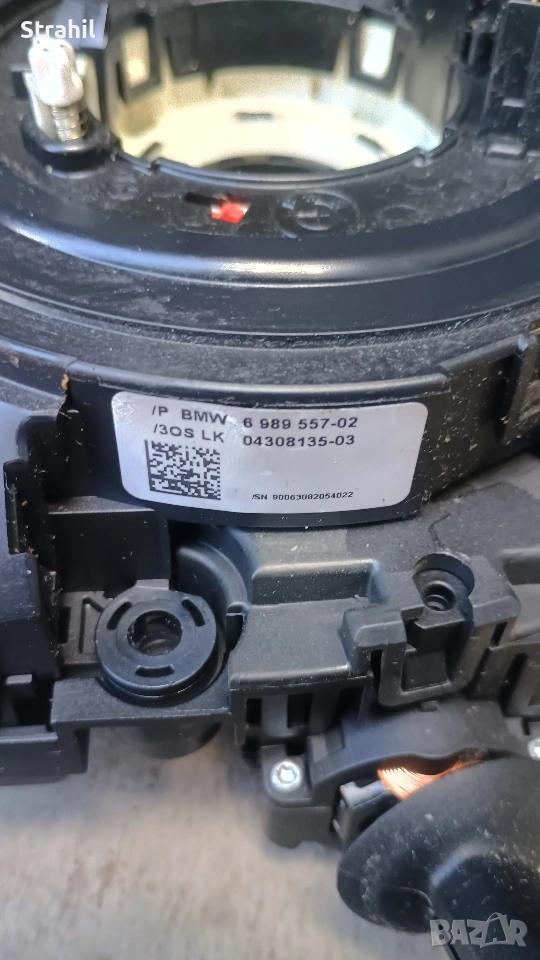 Strahil
/P BMW 6 989 557-02
/3OS LK 04308135-03
/SN 90063082054022
BAZAR